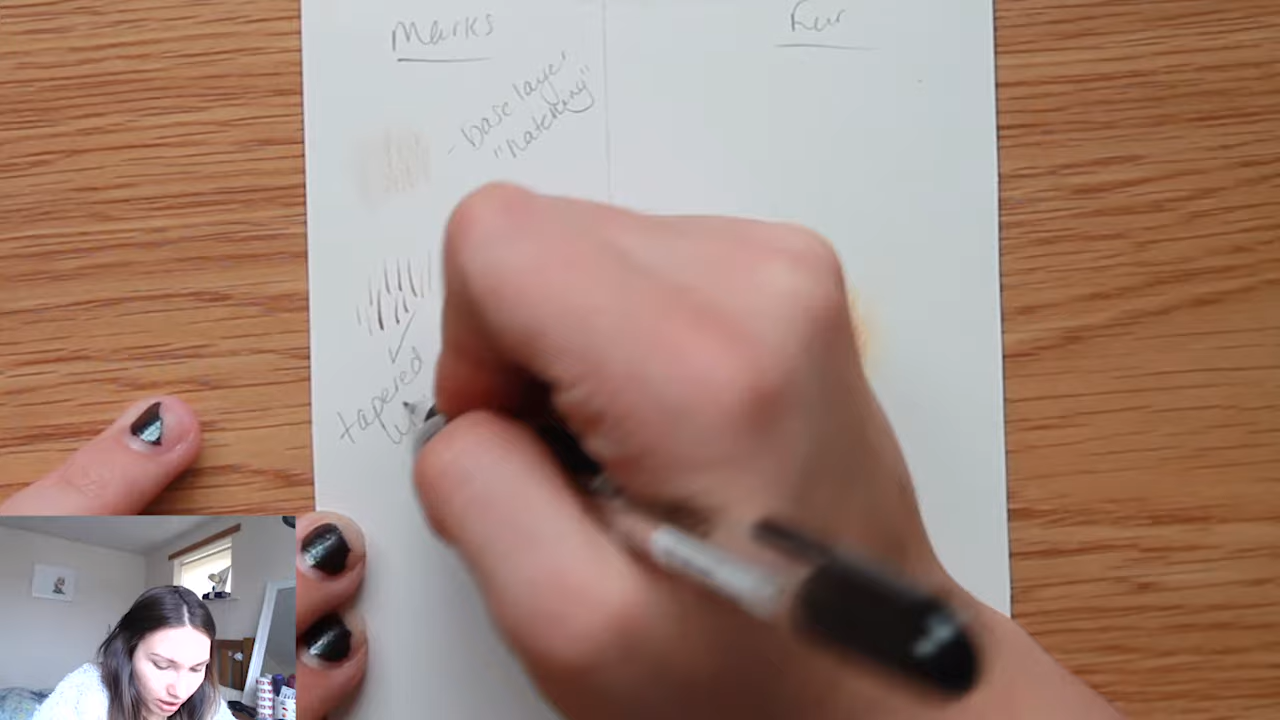 Marks
Fur
- base layer
"hatching"
tapered